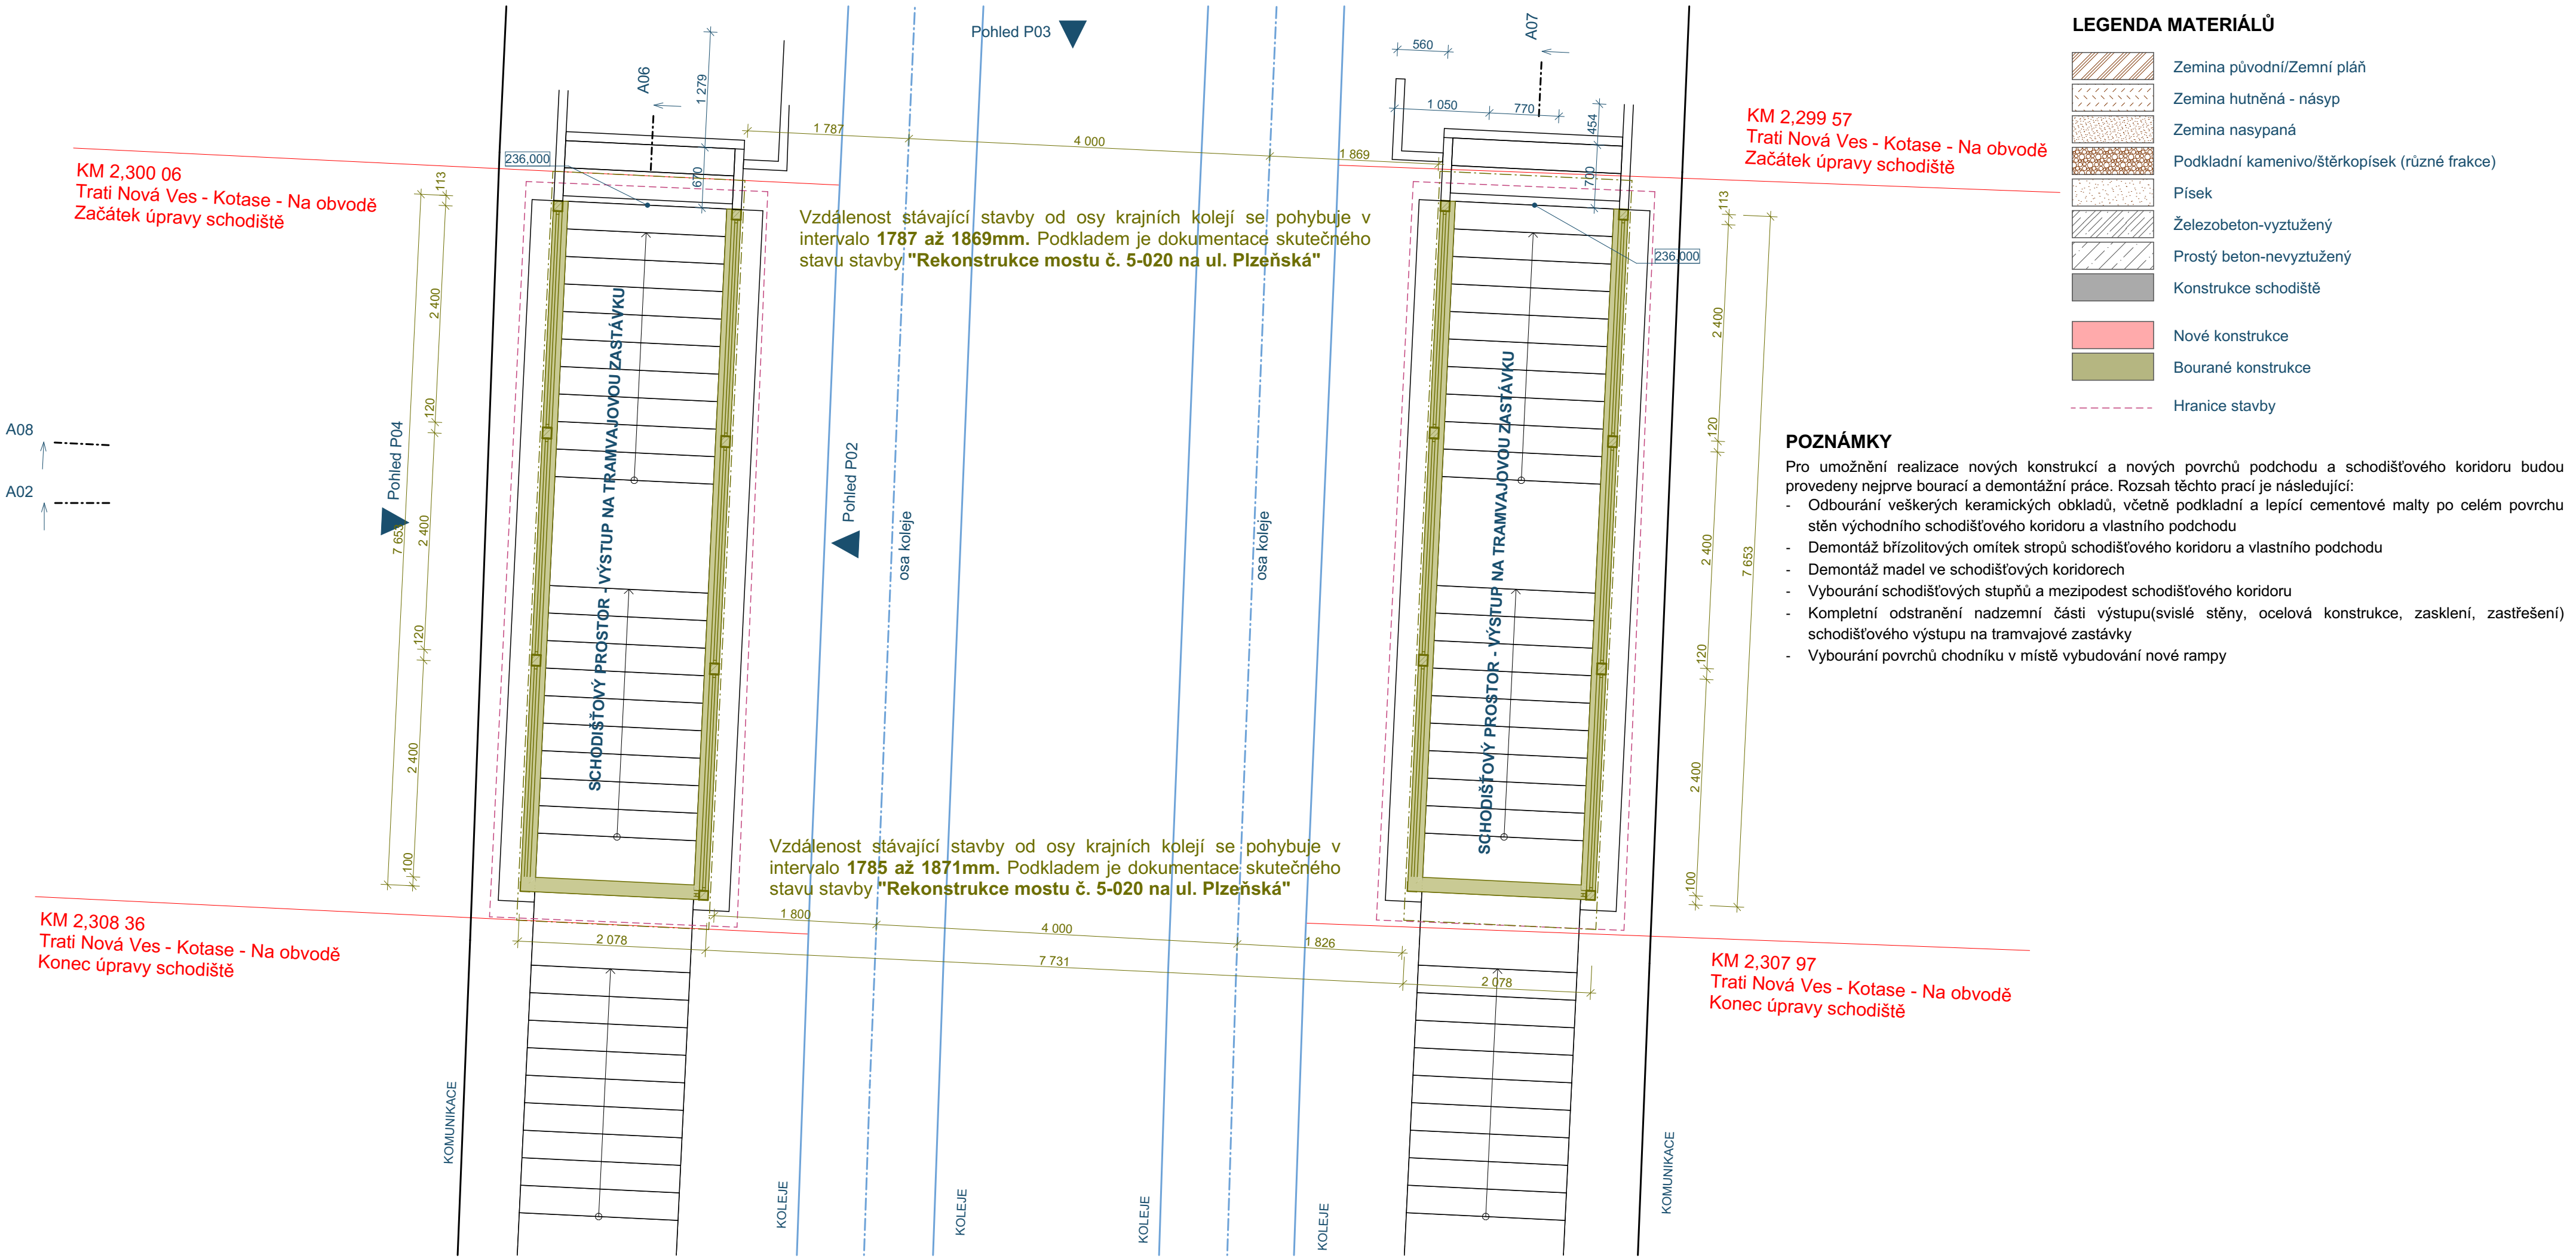 Pohled P03
A06
1 279
560
A07
1 050
770
454
1 787
4 000
1 869
670
700
236,000
236,000
KM 2,300 06
Trati Nová Ves - Kotase - Na obvodě
Začátek úpravy schodiště
KM 2,299 57
Trati Nová Ves - Kotase - Na obvodě
Začátek úpravy schodiště
Vzdálenost stávající stavby od osy krajních kolejí se pohybuje v
intervalo 1787 až 1869mm. Podkladem je dokumentace skutečného
stavu stavby "Rekonstrukce mostu č. 5-020 na ul. Plzeňská"
113
2 400
120
2 400
120
2 400
100
7 653
A08
A02
Pohled P04
SCHODIŠŤOVÝ PROSTOR - VÝSTUP NA TRAMVAJOVOU ZASTÁVKU
Pohled P02
osa koleje
osa koleje
SCHODIŠŤOVÝ PROSTOR - VÝSTUP NA TRAMVAJOVOU ZASTÁVKU
113
2 400
120
2 400
120
2 400
100
7 653
Vzdálenost stávající stavby od osy krajních kolejí se pohybuje v
intervalo 1785 až 1871mm. Podkladem je dokumentace skutečného
stavu stavby "Rekonstrukce mostu č. 5-020 na ul. Plzeňská"
1 800
4 000
1 826
2 078
7 731
2 078
KM 2,308 36
Trati Nová Ves - Kotase - Na obvodě
Konec úpravy schodiště
KM 2,307 97
Trati Nová Ves - Kotase - Na obvodě
Konec úpravy schodiště
KOMUNIKACE
KOLEJE
KOLEJE
KOLEJE
KOLEJE
KOMUNIKACE
LEGENDA MATERIÁLŮ
Zemina původní/Zemní pláň
Zemina hutněná - násyp
Zemina nasypaná
Podkladní kamenivo/štěrkopísek (různé frakce)
Písek
Železobeton-vyztužený
Prostý beton-nevyztužený
Konstrukce schodiště
Nové konstrukce
Bourané konstrukce
Hranice stavby
POZNÁMKY
Pro umožnění realizace nových konstrukcí a nových povrchů podchodu a schodišťového koridoru budou
provedeny nejprve bourací a demontážní práce. Rozsah těchto prací je následující:
- Odbourání veškerých keramických obkladů, včetně podkladní a lepící cementové malty po celém povrchu
stěn východního schodišťového koridoru a vlastního podchodu
- Demontáž břízolitových omítek stropů schodišťového koridoru a vlastního podchodu
- Demontáž madel ve schodišťových koridorech
- Vybourání schodišťových stupňů a mezipodest schodišťového koridoru
- Kompletní odstranění nadzemní části výstupu(svislé stěny, ocelová konstrukce, zasklení, zastřešení)
schodišťového výstupu na tramvajové zastávky
- Vybourání povrchů chodníku v místě vybudování nové rampy